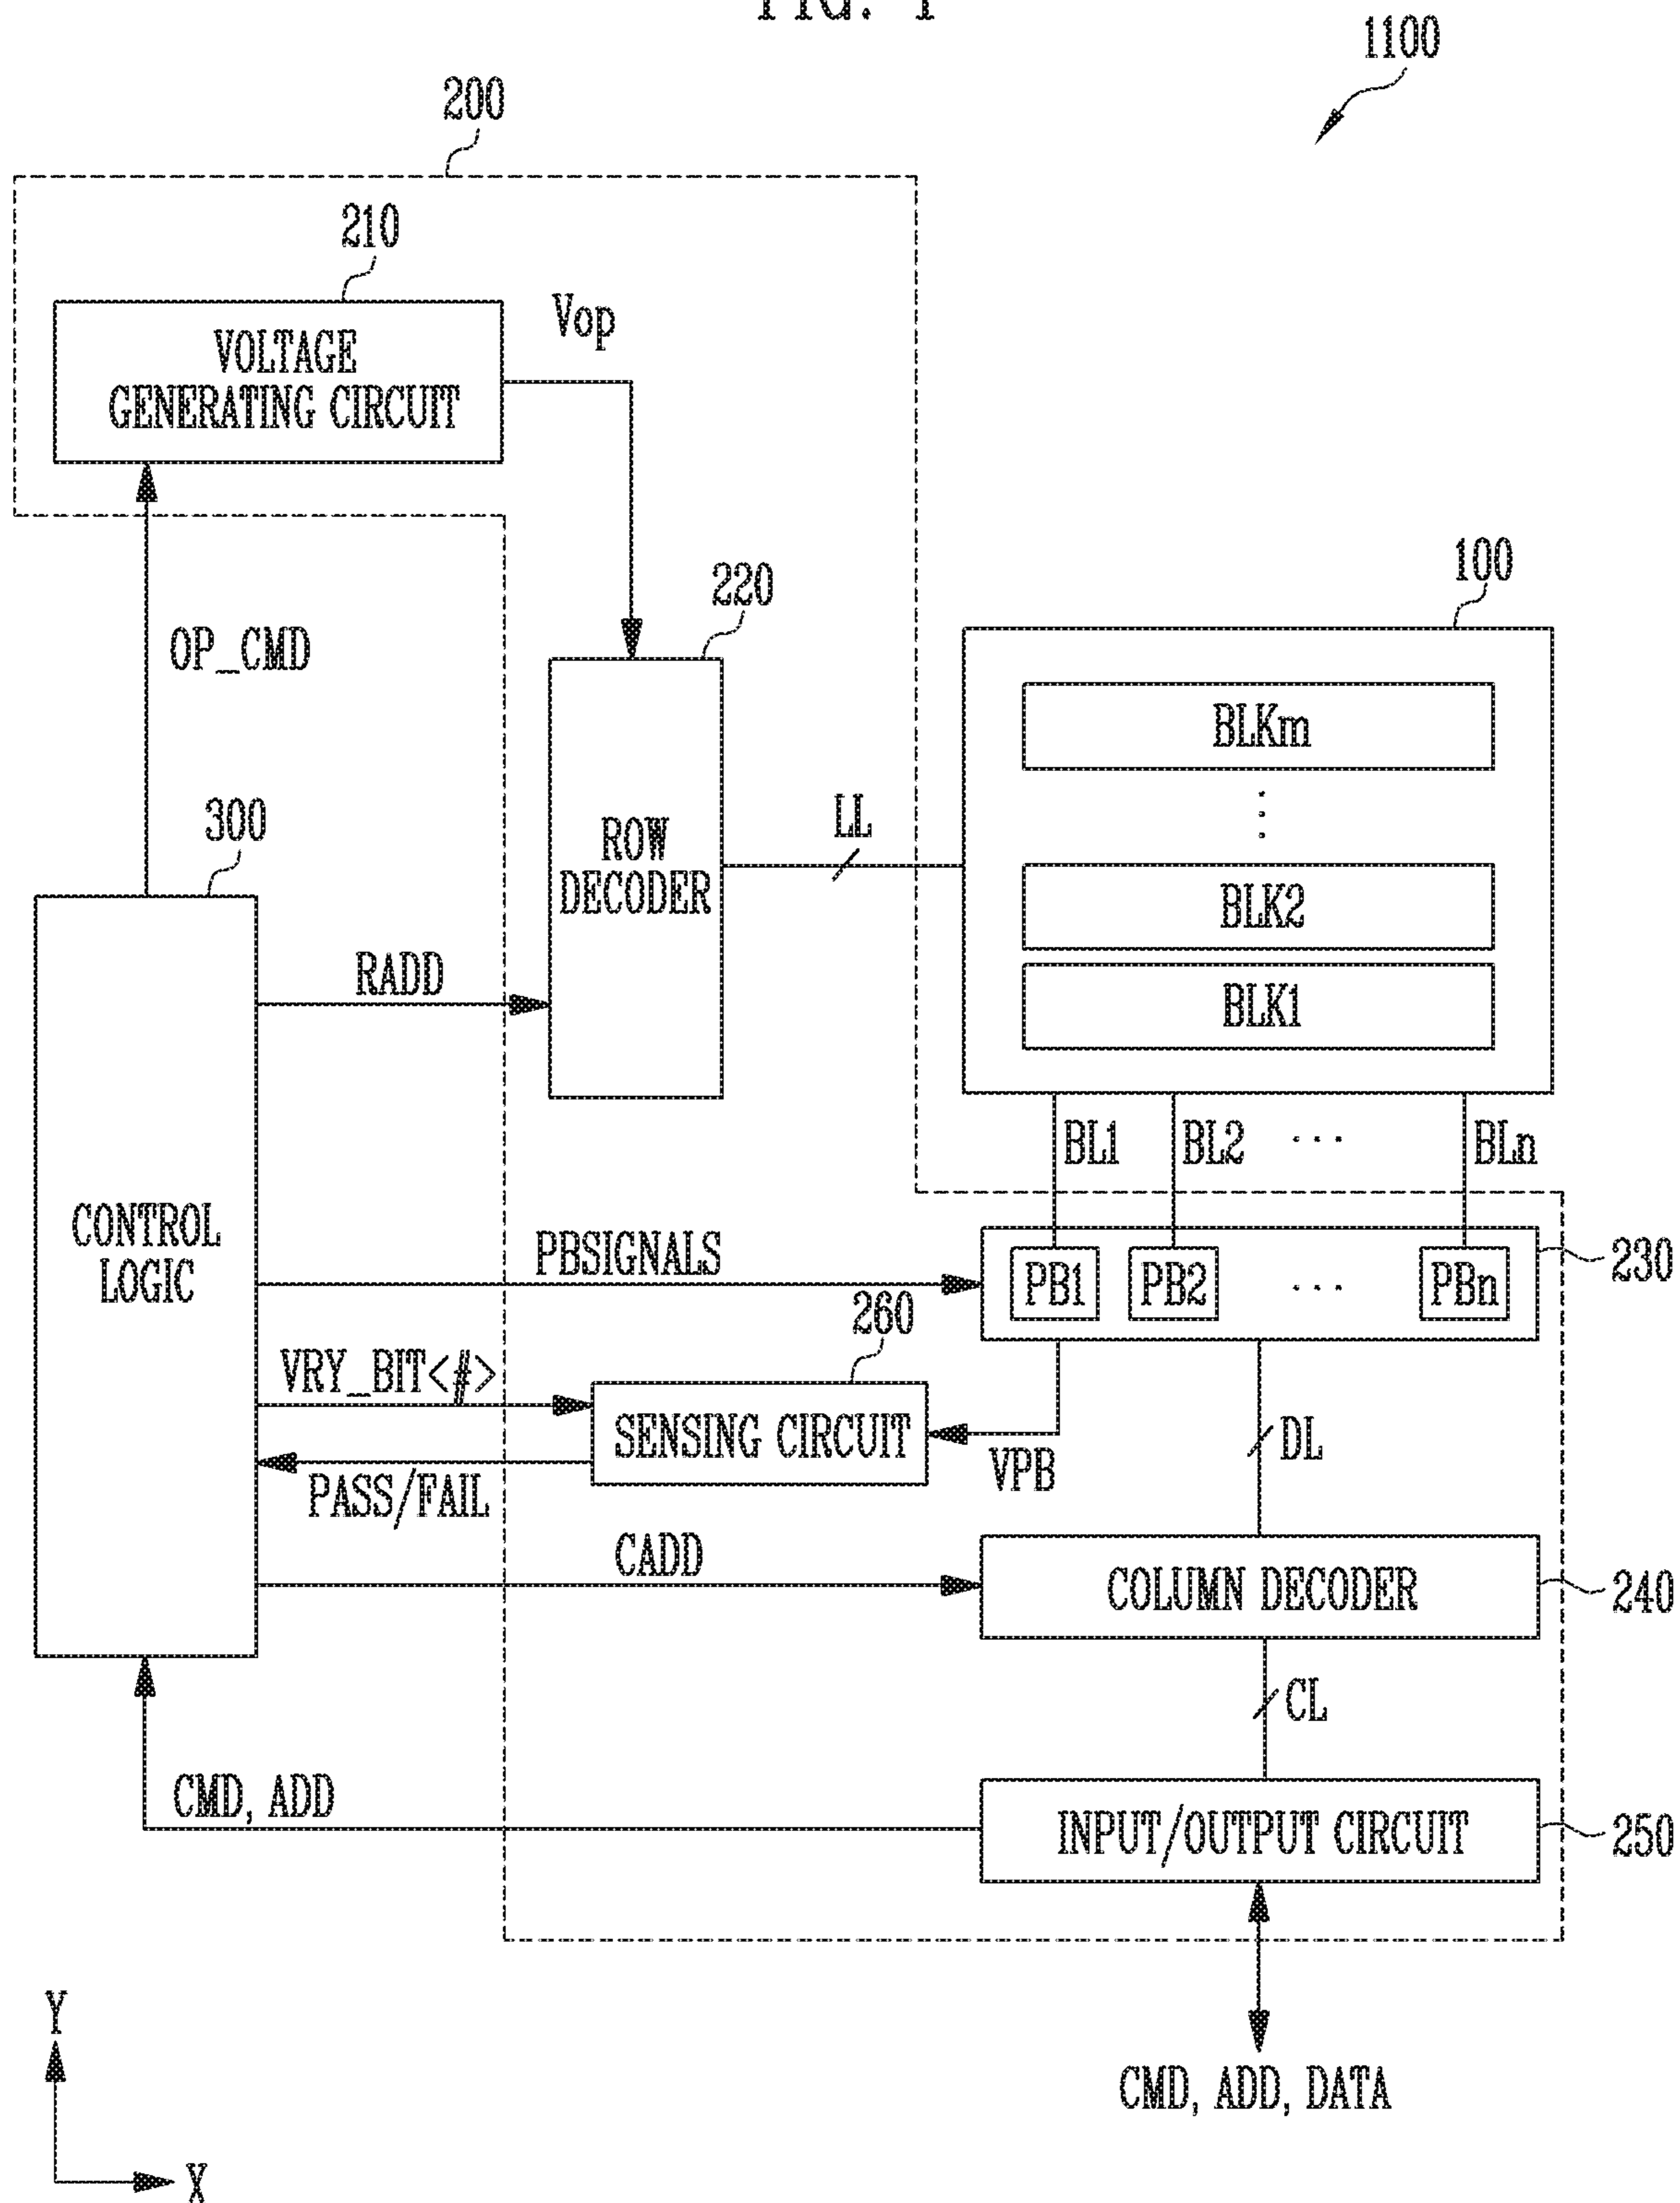 FIG. 1
1100
200
210
VOLTAGE
GENERATING CIRCUIT
Vop
220
100
OP_CMD
BLKm
300
ROW
DECODER
LL
BLK2
RADD
BLK1
BL1
BL2
...
BLn
CONTROL
LOGIC
PBSIGNALS
PB1
PB2
...
PBn
230
260
VRY_BIT<#>
SENSING CIRCUIT
VPB
DL
PASS/FAIL
CADD
COLUMN DECODER
240
CL
CMD, ADD
INPUT/OUTPUT CIRCUIT
250
Y
CMD, ADD, DATA
X